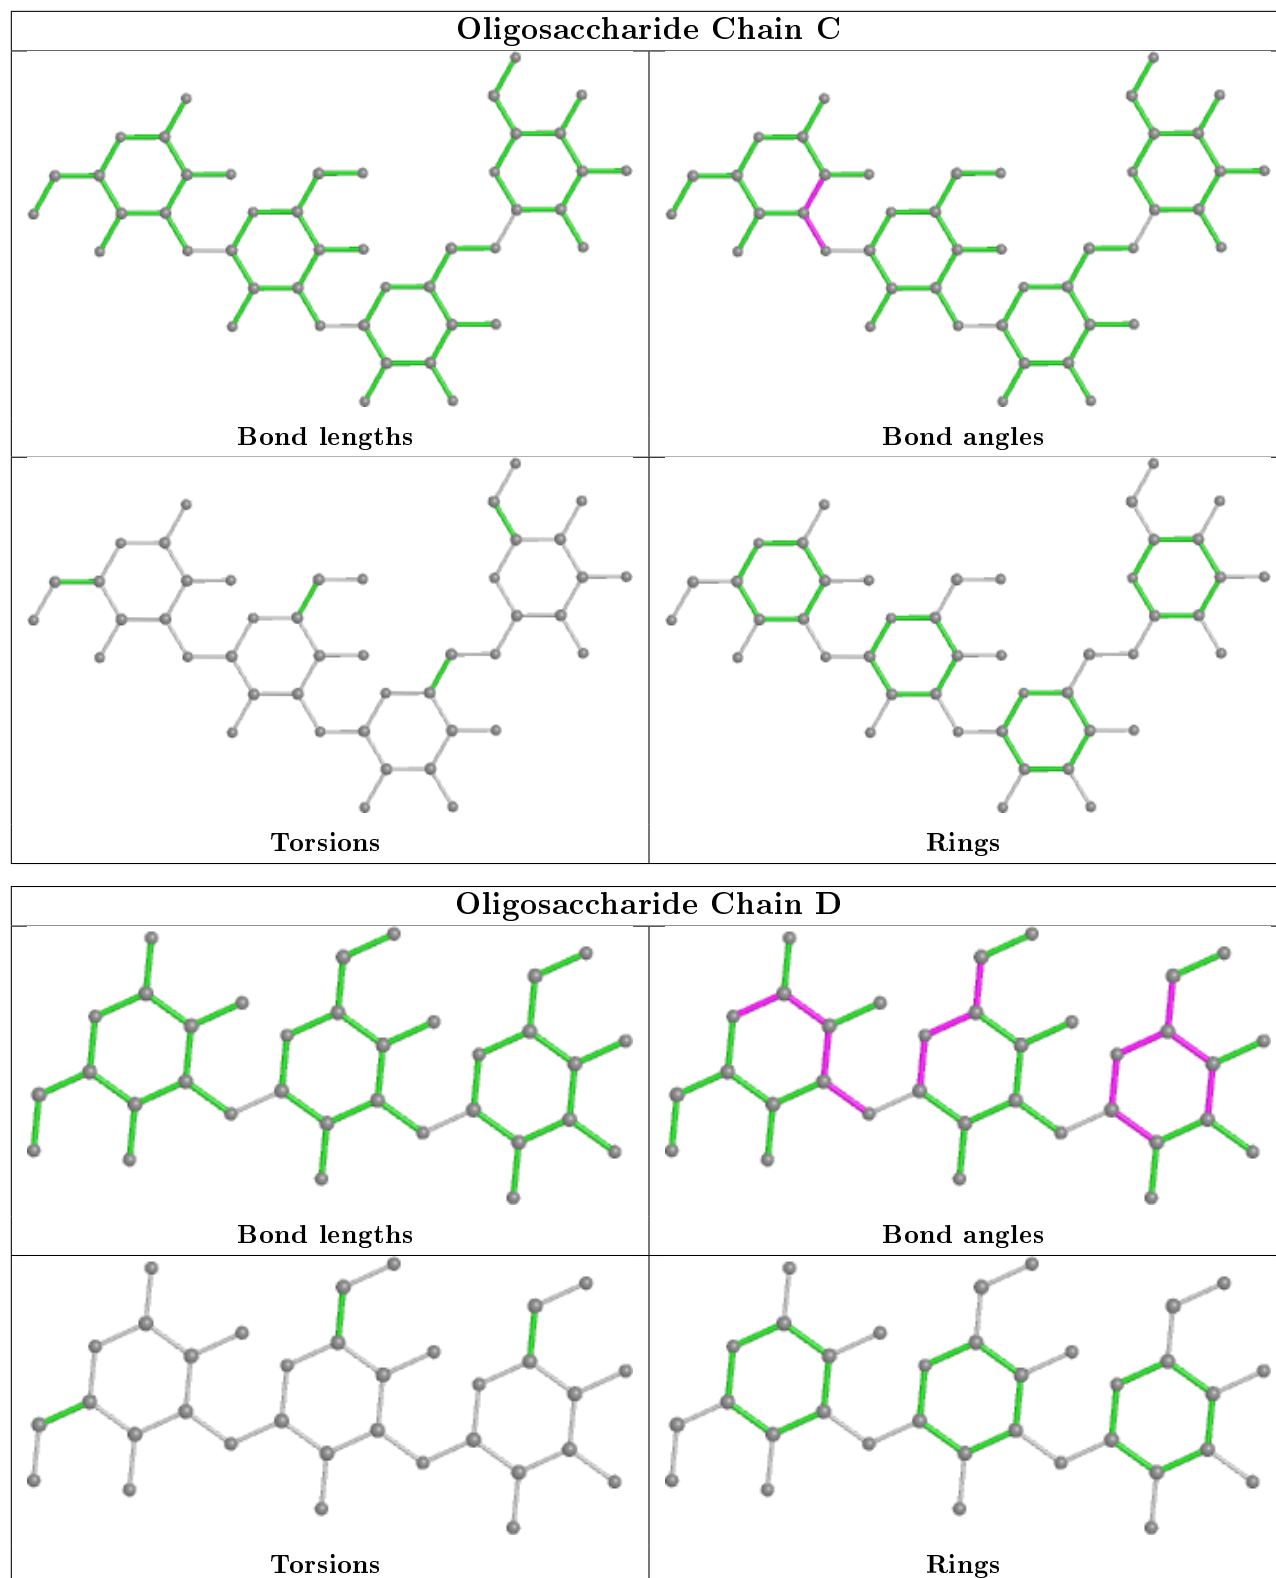 Oligosaccharide Chain C
Bond lengths
Bond angles
Torsions
Rings
Oligosaccharide Chain D
Bond lengths
Bond angles
Torsions
Rings